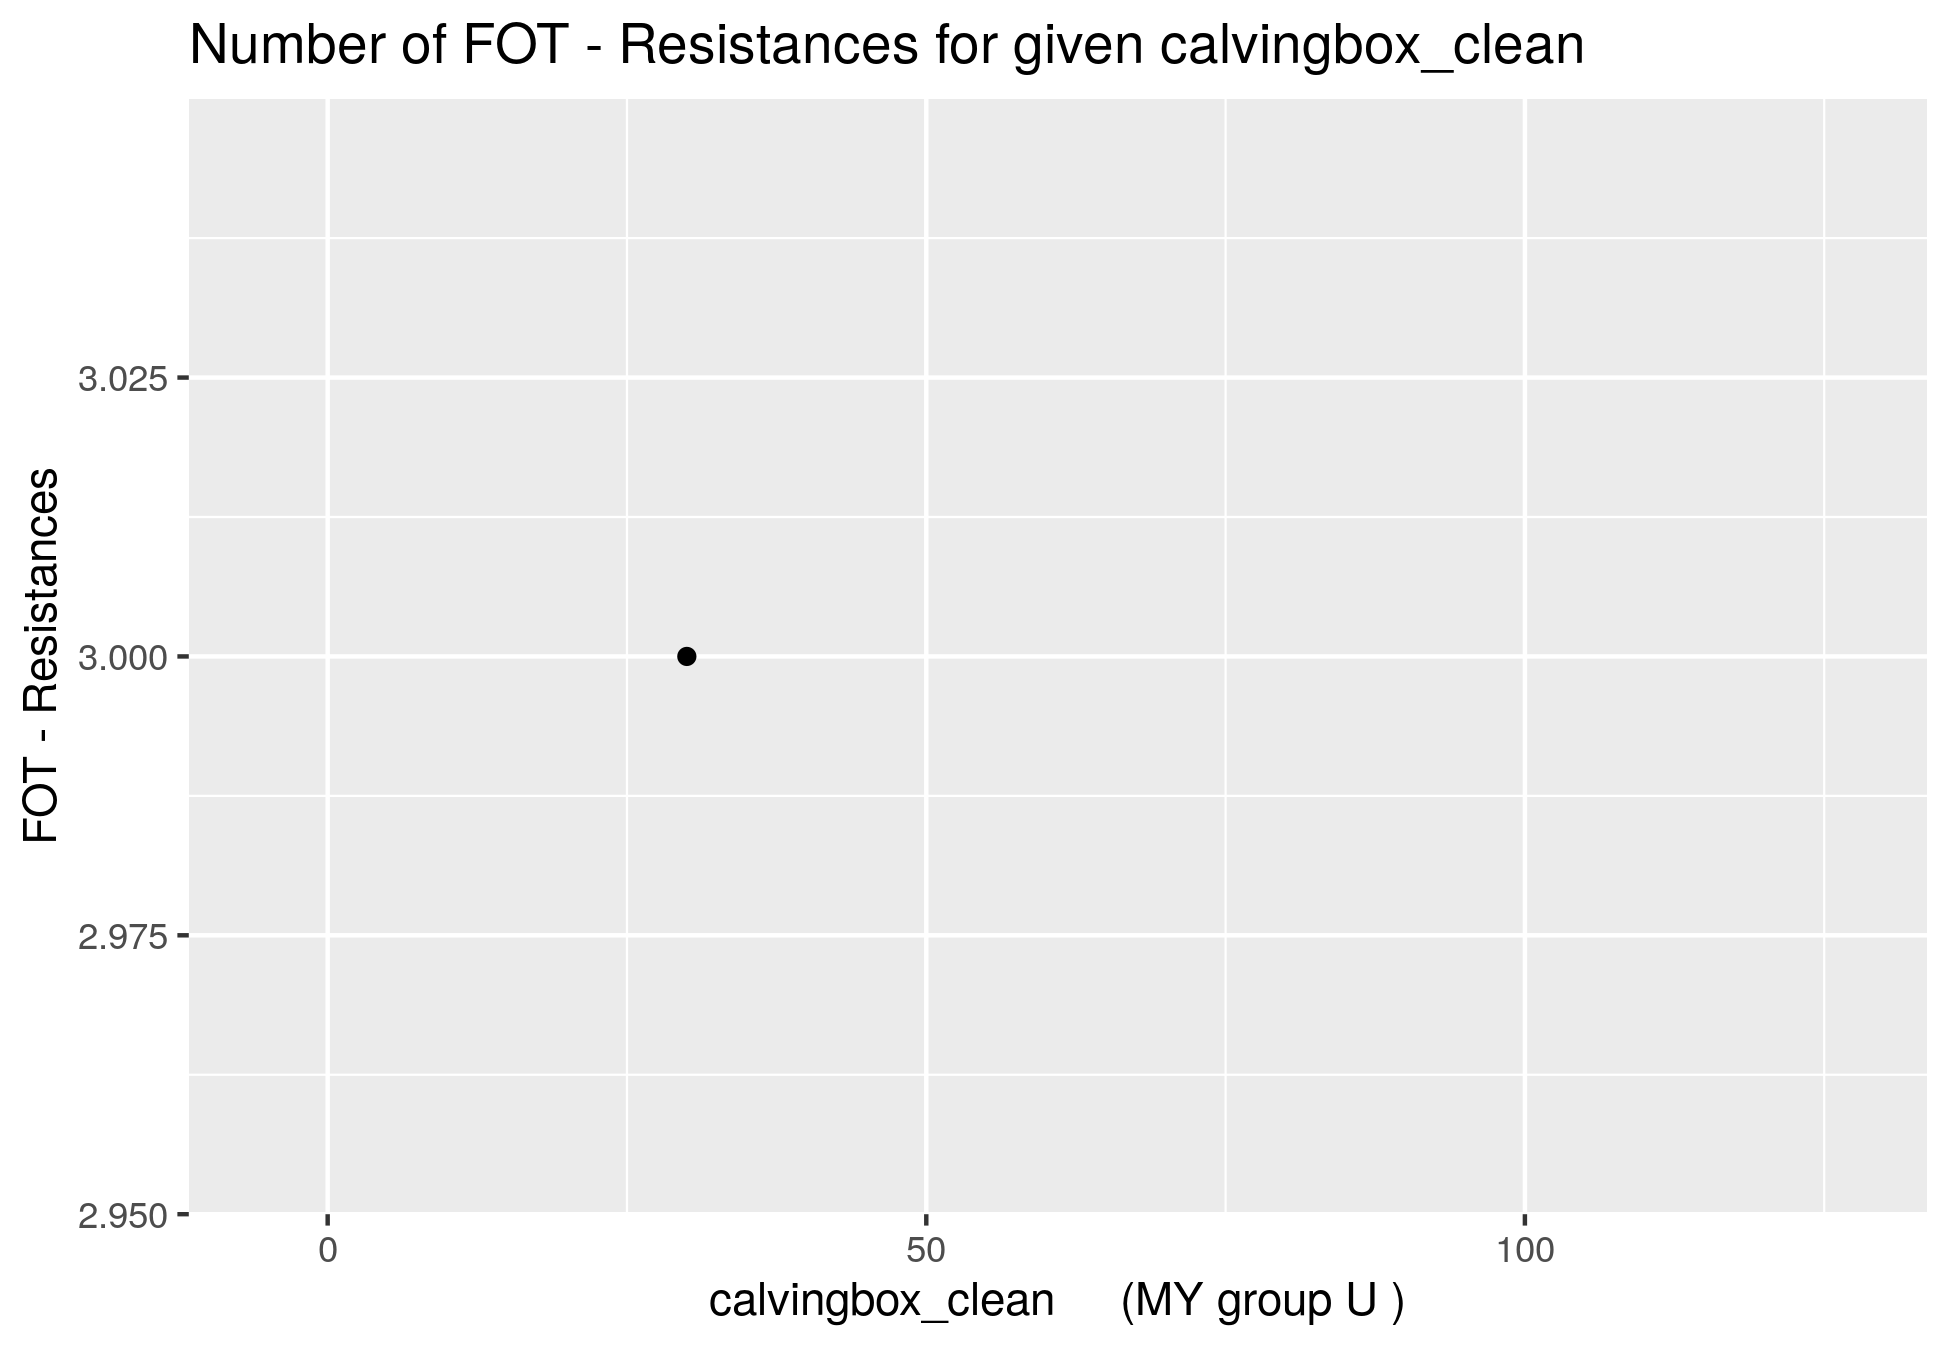 Number of FOT - Resistances for given calvingbox_clean
FOT - Resistances
3.025
3.000
2.975
2.950
0 50 100
calvingbox_clean (MY group U )